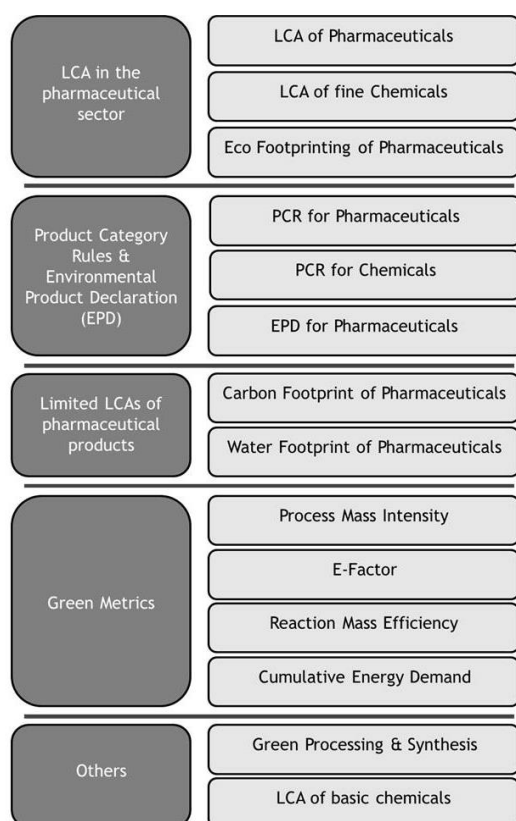 LCA in the
pharmaceutical
sector
LCA of Pharmaceuticals
LCA of fine Chemicals
Eco Footprinting of Pharmaceuticals
Product Category
Rules &
Environmental
Product Declaration
(EPD)
PCR for Pharmaceuticals
PCR for Chemicals
EPD for Pharmaceuticals
Limited LCAs of
pharmaceutical
products
Carbon Footprint of Pharmaceuticals
Water Footprint of Pharmaceuticals
Green Metrics
Process Mass Intensity
E-Factor
Reaction Mass Efficiency
Cumulative Energy Demand
Others
Green Processing & Synthesis
LCA of basic chemicals